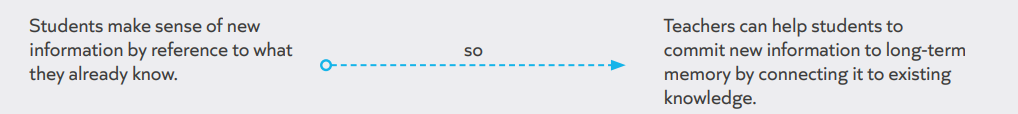 Students make sense of new
information by reference to what
they already know.
so
Teachers can help students to
commit new information to long-term
memory by connecting it to existing
knowledge.